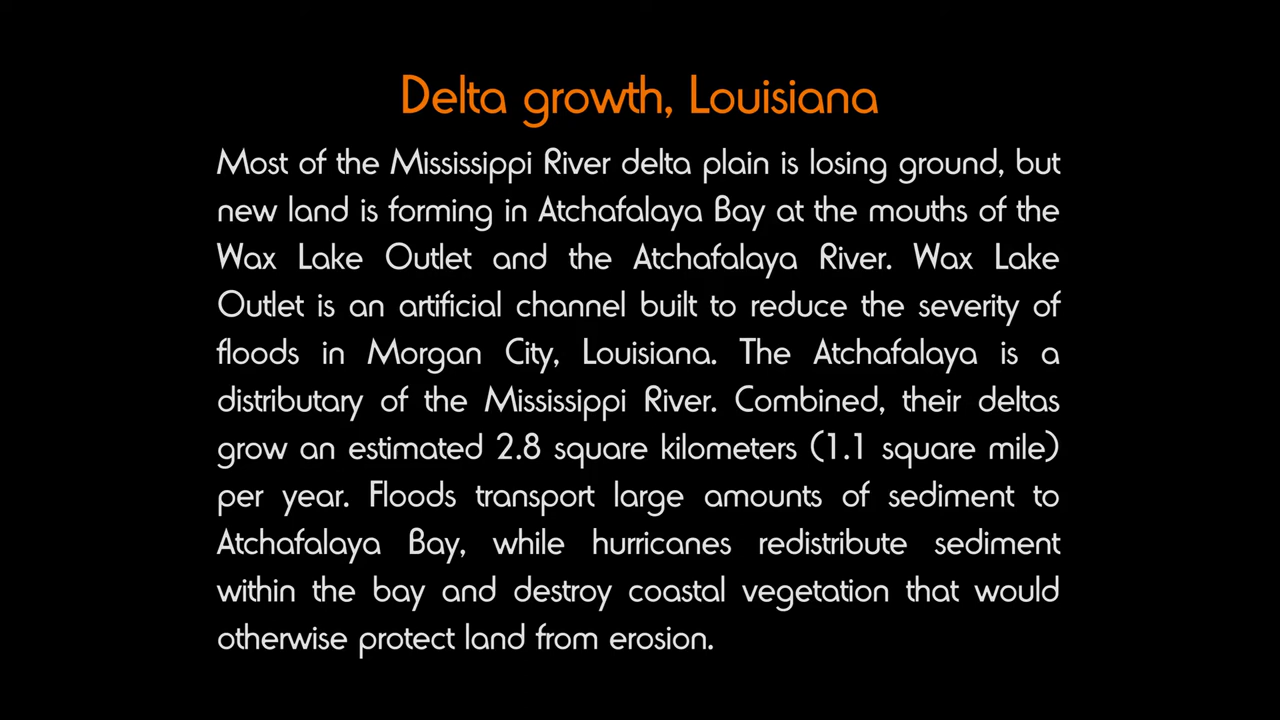 Delta growth, Louisiana
Most of the Mississippi River delta plain is losing ground, but
new land is forming in Atchafalaya Bay at the mouths of the
Wax Lake Outlet and the Atchafalaya River. Wax Lake
Outlet is an artificial channel built to reduce the severity of
floods in Morgan City, Louisiana. The Atchafalaya is a
distributary of the Mississippi River. Combined, their deltas
grow an estimated 2.8 square kilometers (1.1 square mile)
per year. Floods transport large amounts of sediment to
Atchafalaya Bay, while hurricanes redistribute sediment
within the bay and destroy coastal vegetation that would
otherwise protect land from erosion.